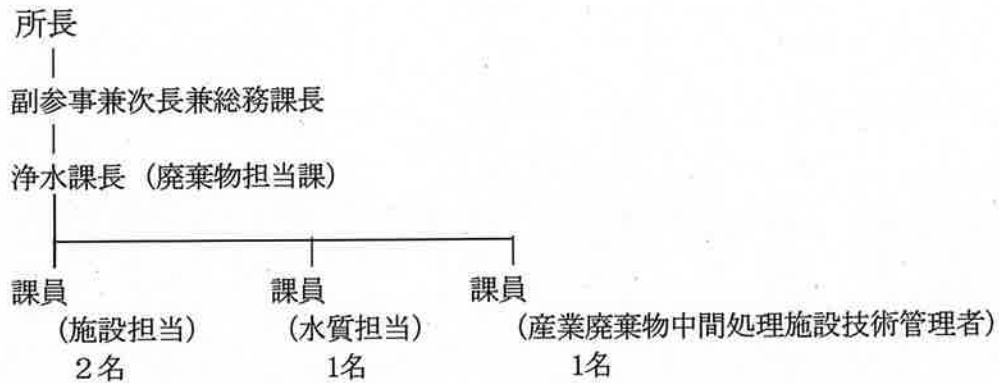 所長
副参事兼次長兼総務課長
浄水課長（廃棄物担当課）
課員 課員 課員
（施設担当） （水質担当） （産業廃棄物中間処理施設技術管理者）
２名 1名 1名